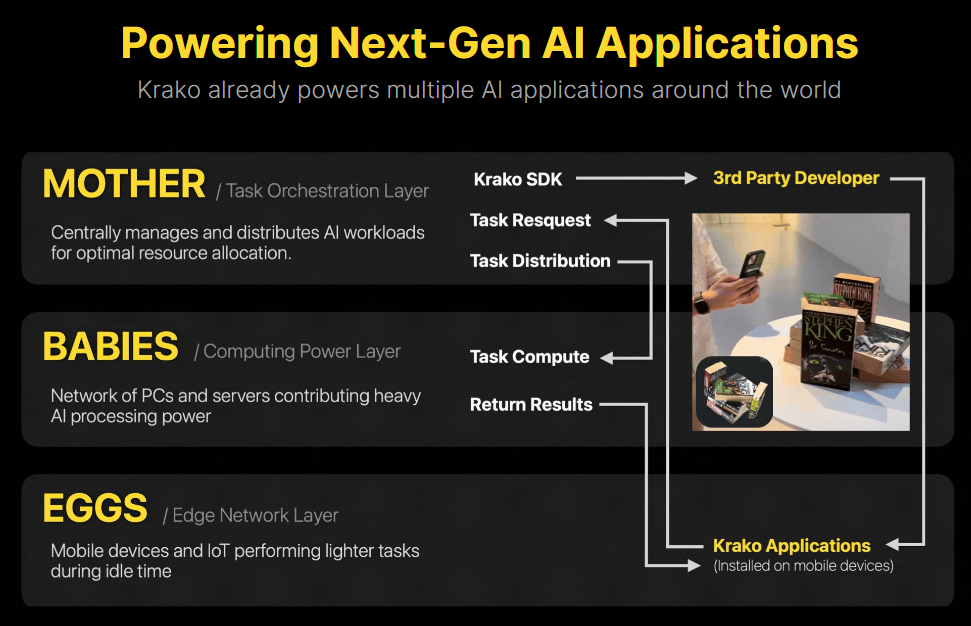 Powering Next-Gen AI Applications
Krako already powers multiple AI applications around the world
MOTHER / Task Orchestration Layer
Centrally manages and distributes AI workloads
for optimal resource allocation.
Krako SDK
3rd Party Developer
Task Resquest
Task Distribution
STEPHEN KING
STEPHEN
KING
BABIES / Computing Power Layer
Network of PCs and servers contributing heavy
AI processing power
Task Compute
Return Results
EGGS / Edge Network Layer
Mobile devices and IoT performing lighter tasks
during idle time
Krako Applications
(Installed on mobile devices)